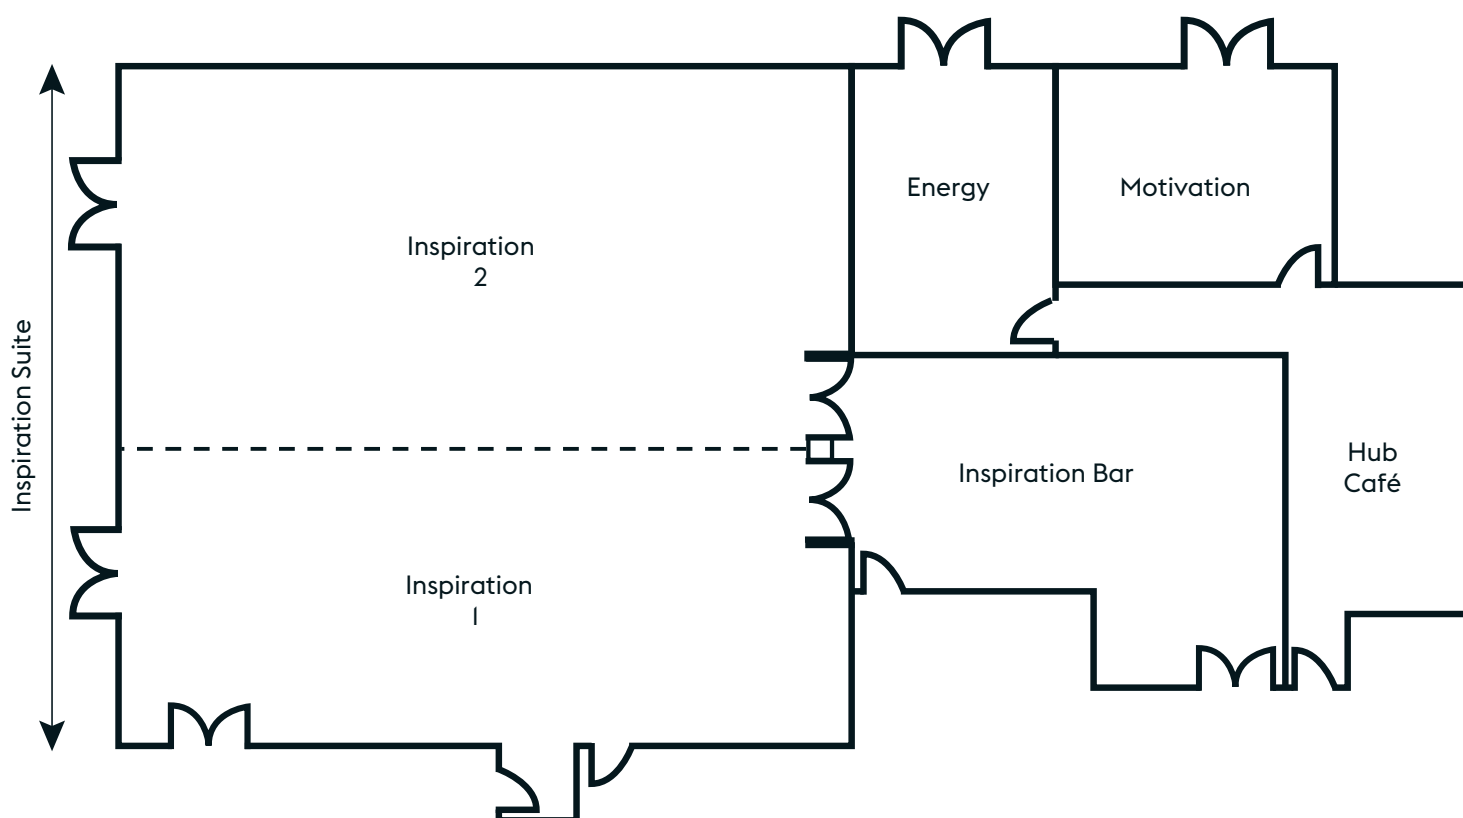 Energy
Motivation
Inspiration
2
Inspiration Suite
Inspiration Bar
Hub
Café
Inspiration
1